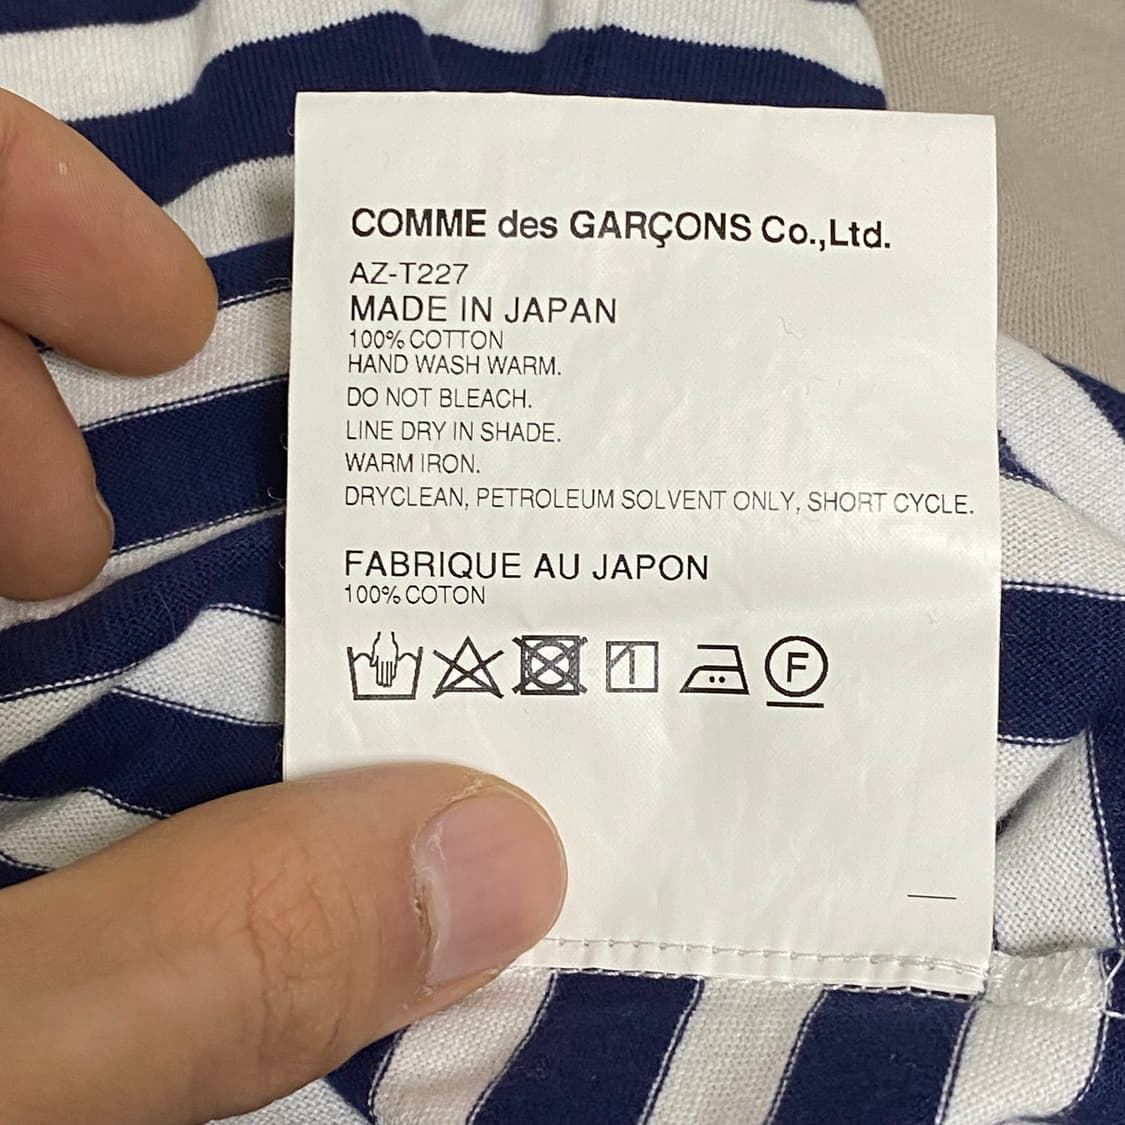 COMME des GARÇONS Co.,Ltd.
AZ-T227
MADE IN JAPAN
100% COTTON
HAND WASH WARM.
DO NOT BLEACH.
LINE DRY IN SHADE.
WARM IRON.
DRYCLEAN, PETROLEUM SOLVENT ONLY, SHORT CYCLE.
FABRIQUE AU JAPON
100% COTON
F